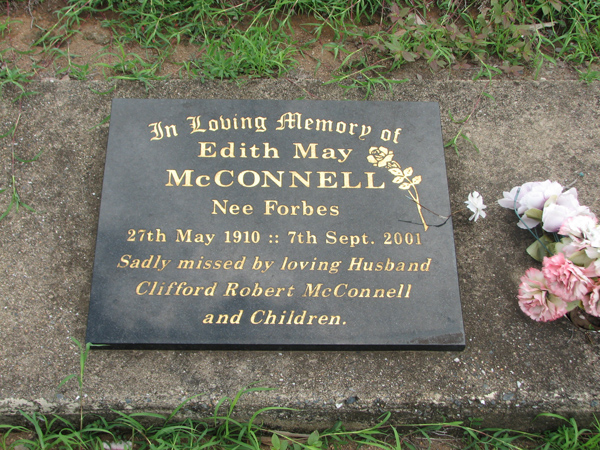 In Loving Memory of
Edith May
McCONNELL
Nee Forbes
27th May 1910 :: 7th Sept. 2001
Sadly missed by loving Husband
Clifford Robert McConnell
and Children.